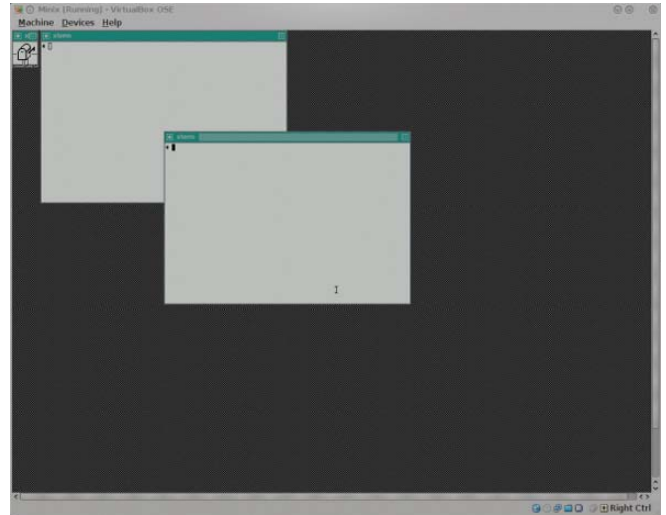 Minix [Running] - VirtualBox OSE
Machine Devices Help
xterm
xterm
Right Ctrl